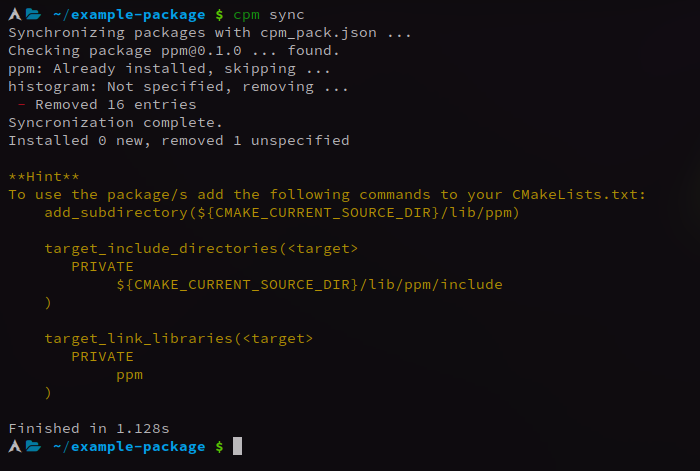 ~/example-package $ cpm sync
Synchronizing packages with cpm_pack.json ...
Checking package ppm@0.1.0 ... found.
ppm: Already installed, skipping ...
histogram: Not specified, removing ...
 - Removed 16 entries
Syncronization complete.
Installed 0 new, removed 1 unspecified

**Hint**
To use the package/s add the following commands to your CMakeLists.txt:
    add_subdirectory(${CMAKE_CURRENT_SOURCE_DIR}/lib/ppm)

    target_include_directories(<target>
       PRIVATE
            ${CMAKE_CURRENT_SOURCE_DIR}/lib/ppm/include
    )

    target_link_libraries(<target>
       PRIVATE
            ppm
    )

Finished in 1.128s
~/example-package $